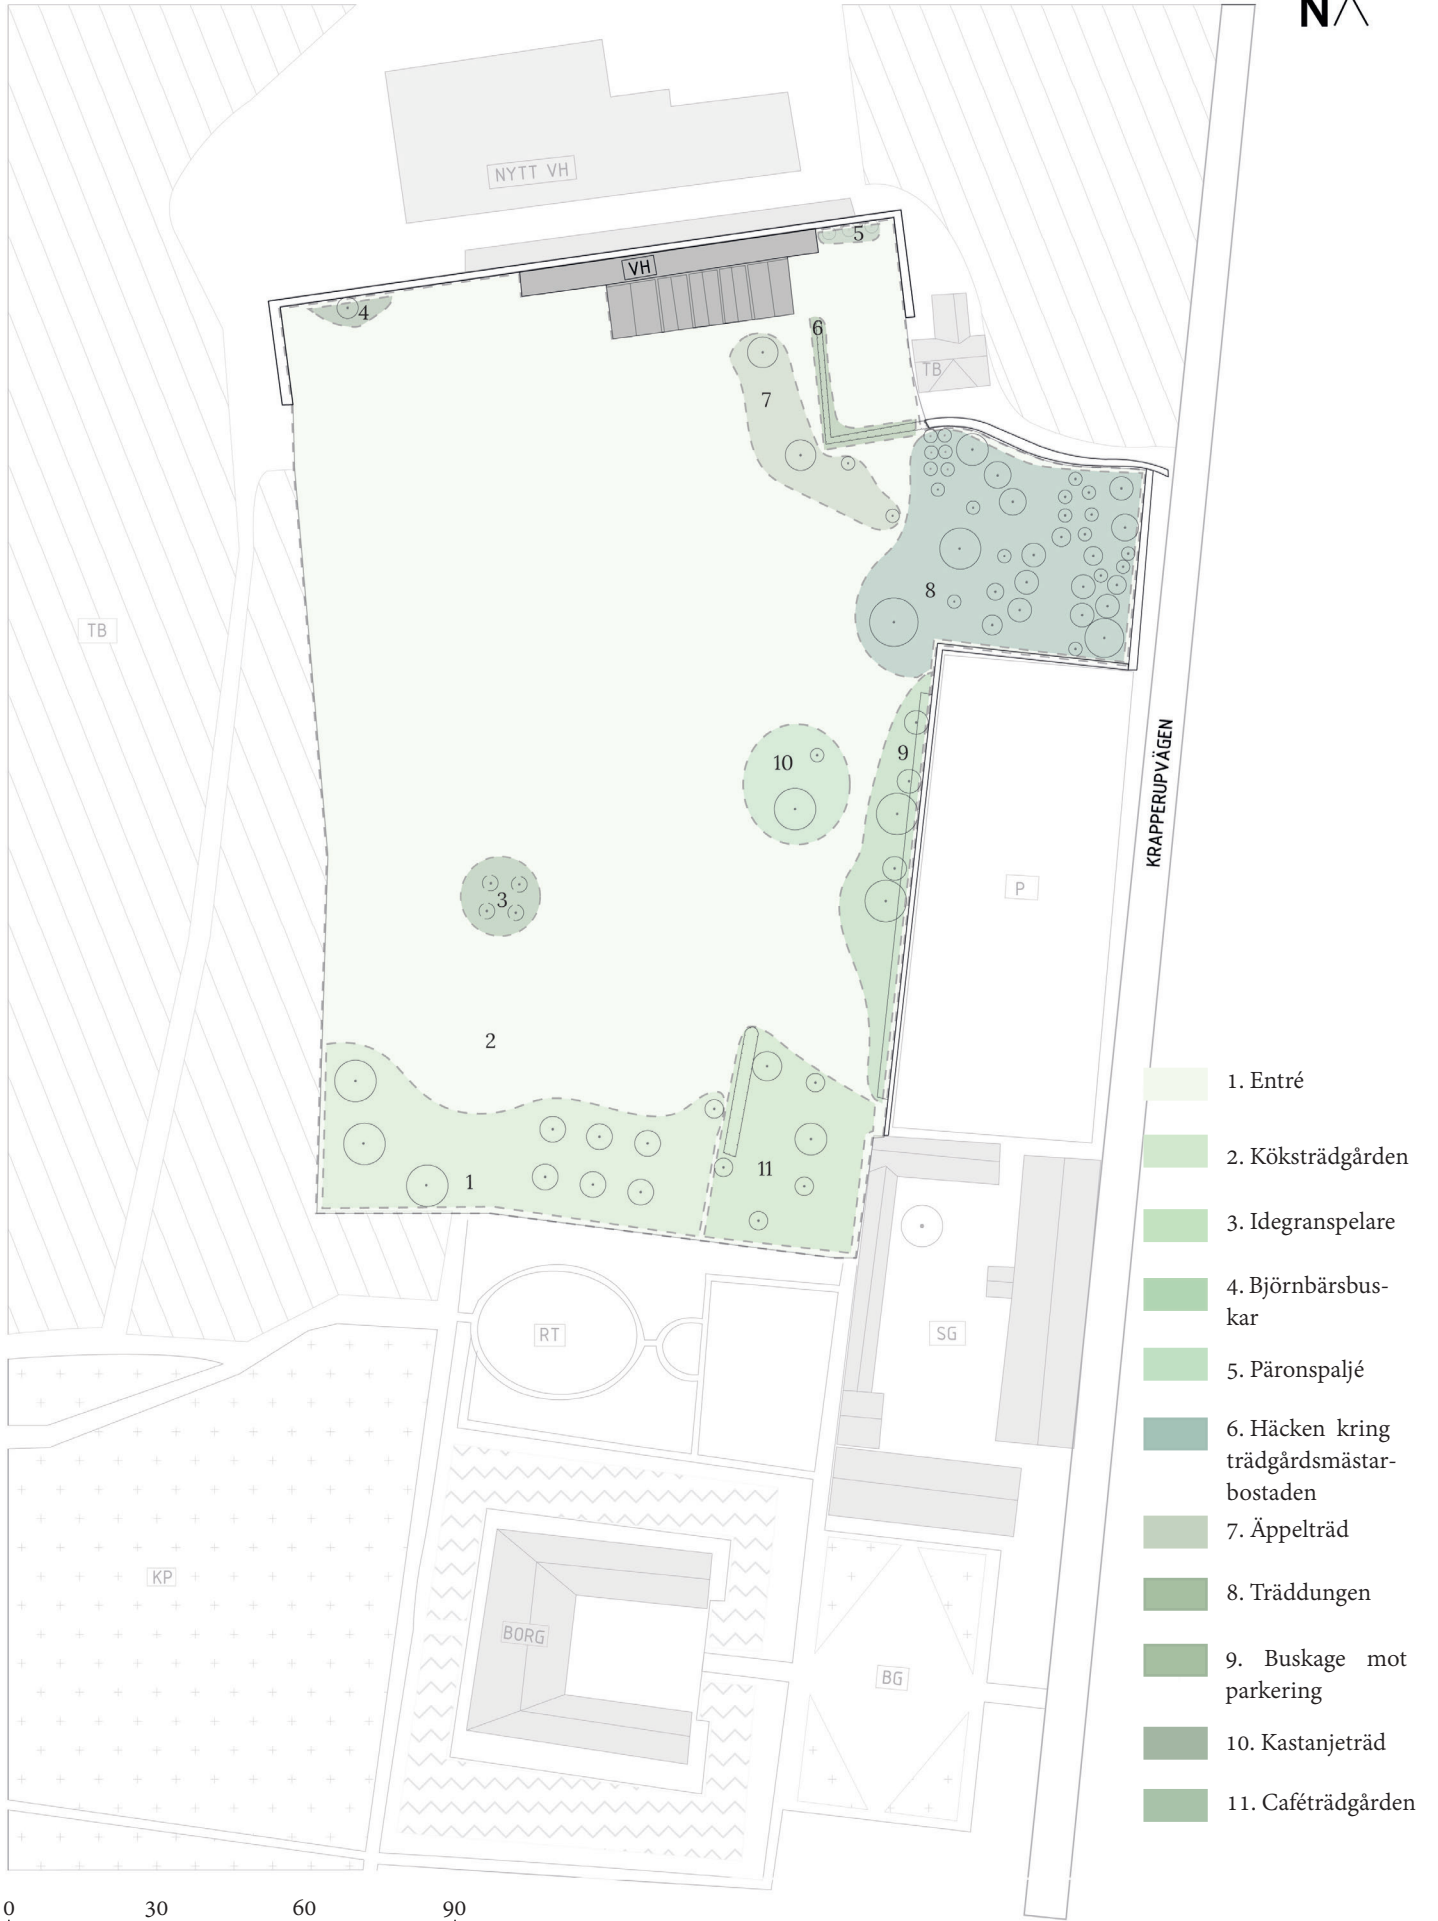 N
NYTT VH
5
VH
4
6
TB
7
8
TB
10
9
KRAPPERUPVÄGEN
P
3
2
1. Entré
2. Köksträdgården
11
1
3. Idegranspelare
4. Björnbärsbus-
kar
RT
SG
5. Päronspaljé
6. Häcken kring
trädgårdsmästar-
bostaden
7. Äppelträd
KP
8. Träddungen
BORG
9. Buskage mot
parkering
BG
10. Kastanjeträd
11. Caféträdgården
0 30 60 90